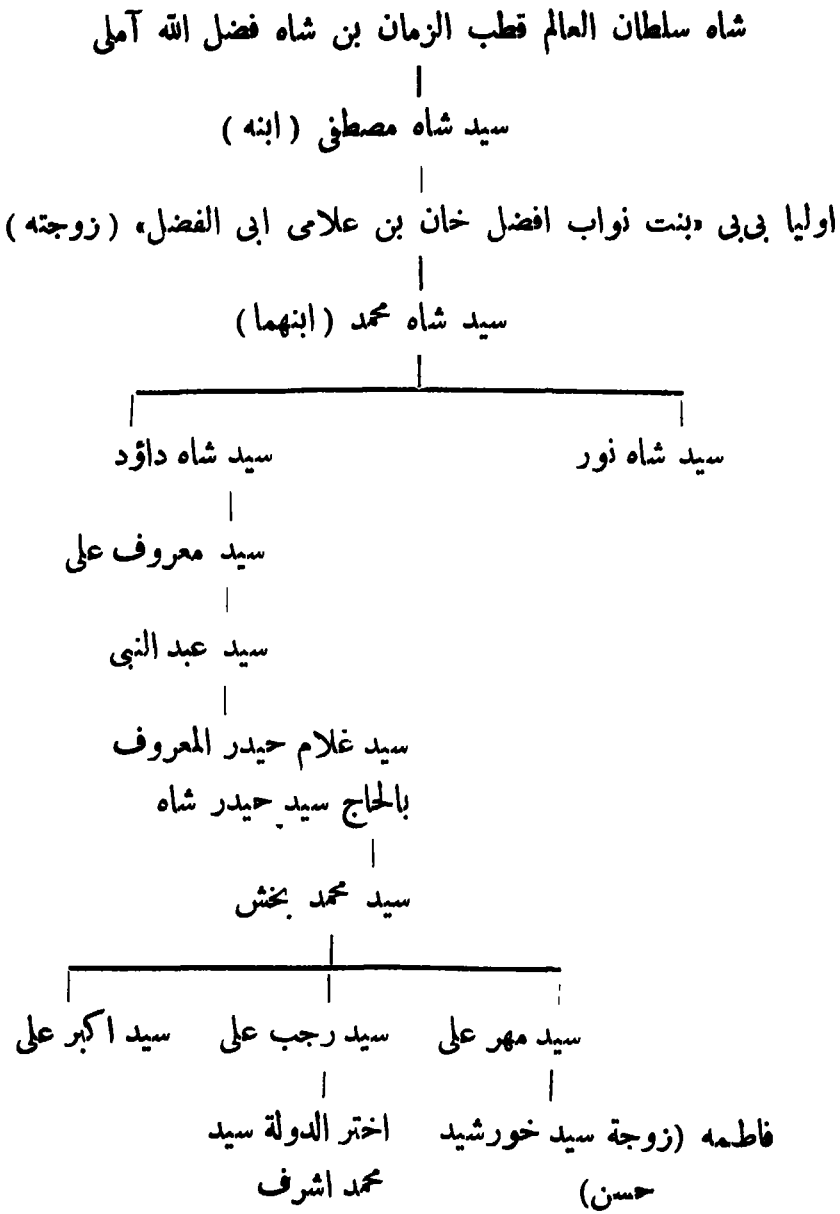 شاه سلطان العالم قطب الزمان بن شاه فضل الله آملی
سید شاه مصطفی ( ابنه )
اولیا بی‌بی «بنت نواب افضل خان بن علامی ابی الفضل» ( زوجته )
سید شاه محمد ( ابنهما )
سید شاه نور
سید شاه داؤد
سید معروف علی
سید عبد النبی
سید غلام حیدر المعروف
بالحاج سید حیدر شاه
سید محمد بخش
سید مهر علی
سید رجب علی
سید اکبر علی
فاطمه (زوجة سید خورشید
حسن)
اختر الدولة سید
محمد اشرف